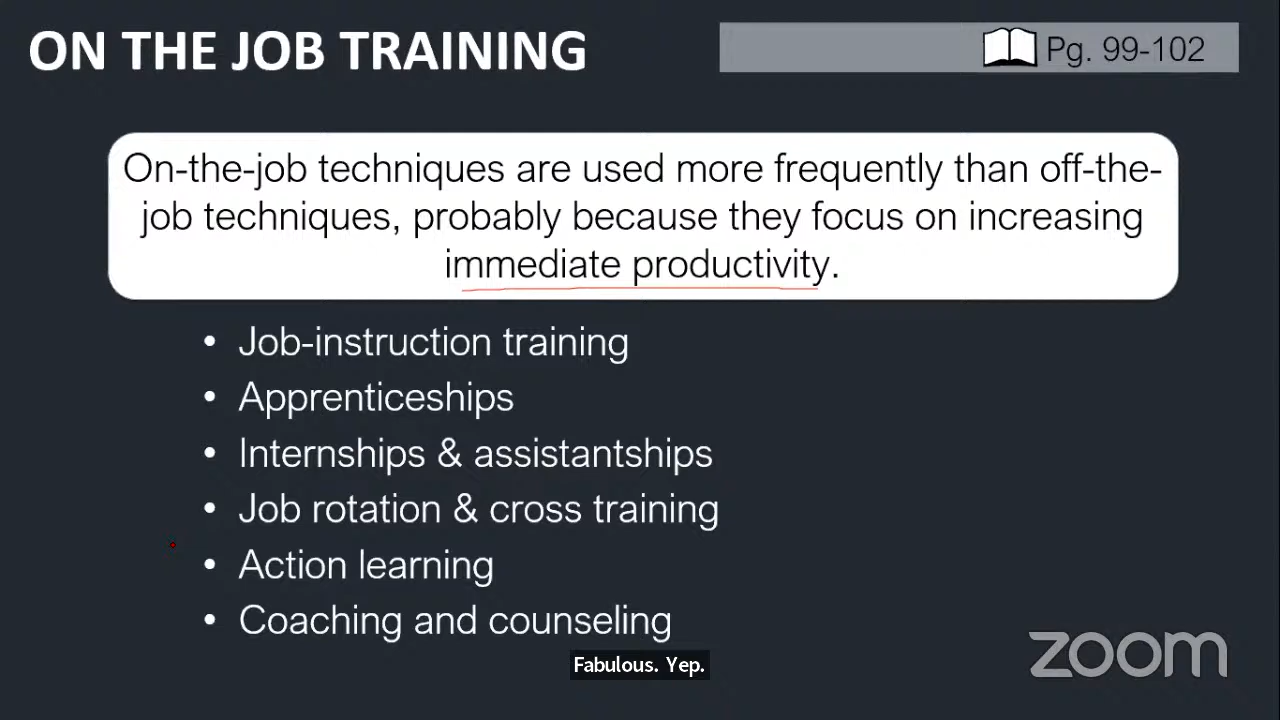 ON THE JOB TRAINING
Pg. 99-102
On-the-job techniques are used more frequently than off-the-
job techniques, probably because they focus on increasing
immediate productivity.
• Job-instruction training
• Apprenticeships
• Internships & assistantships
• Job rotation & cross training
• Action learning
• Coaching and counseling
Fabulous. Yep.
zoom